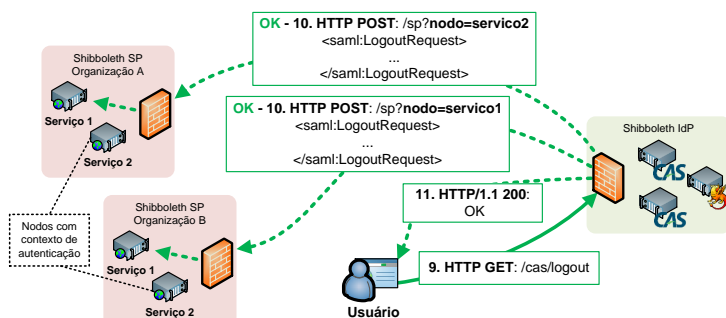 OK - 10. HTTP POST: /sp?nodo=servico2
<saml:LogoutRequest>
...
</saml:LogoutRequest>
Shibboleth SP
Organização A
Serviço 1
Serviço 2
OK - 10. HTTP POST: /sp?nodo=servico1
<saml:LogoutRequest>
...
</saml:LogoutRequest>
Shibboleth IdP
CAS
CAS
11. HTTP/1.1 200:
OK
Shibboleth SP
Organização B
Nodos com
contexto de
autenticação
Serviço 1
Serviço 2
9. HTTP GET: /cas/logout
Usuário